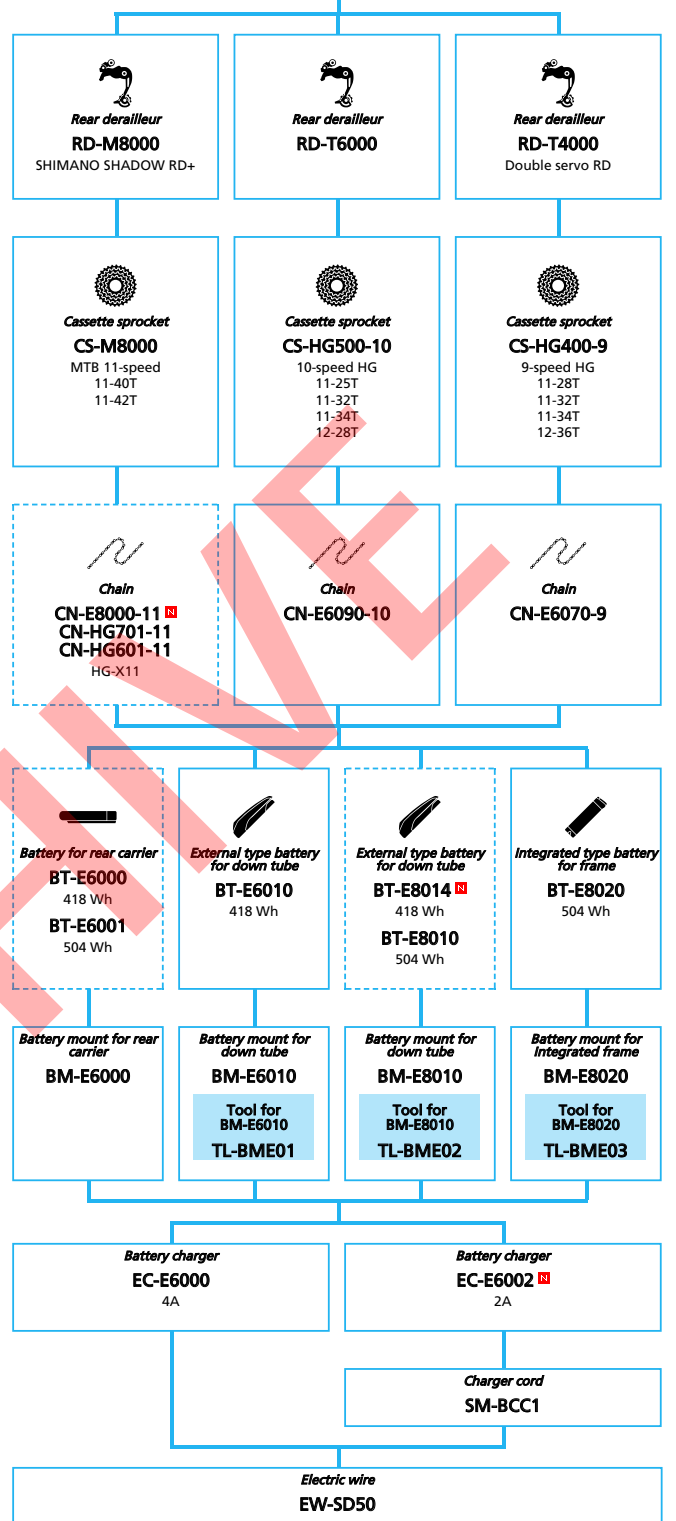 Rear derailleur
RD-M8000
SHIMANO SHADOW RD+
Rear derailleur
RD-T6000
Rear derailleur
RD-T4000
Double servo RD
Cassette sprocket
CS-M8000
MTB 11-speed
11-40T
11-42T
Cassette sprocket
CS-HG500-10
10-speed HG
11-25T
11-32T
11-34T
12-28T
Cassette sprocket
CS-HG400-9
9-speed HG
11-28T
11-32T
11-34T
12-36T
Chain
CN-E8000-11 N
CN-HG701-11
CN-HG601-11
HG-X11
Chain
CN-E6090-10
Chain
CN-E6070-9
Battery for rear carrier
BT-E6000
418 Wh
BT-E6001
504 Wh
External type battery
for down tube
BT-E6010
418 Wh
External type battery
for down tube
BT-E8014 N
418 Wh
BT-E8010
504 Wh
Integrated type battery
for frame
BT-E8020
504 Wh
Battery mount for rear
carrier
BM-E6000
Battery mount for
down tube
BM-E6010
Tool for
BM-E6010
TL-BME01
Battery mount for
down tube
BM-E8010
Tool for
BM-E8010
TL-BME02
Battery mount for
Integrated frame
BM-E8020
Tool for
BM-E8020
TL-BME03
Battery charger
EC-E6000
4A
Battery charger
EC-E6002 N
2A
Charger cord
SM-BCC1
Electric wire
EW-SD50
HIVE